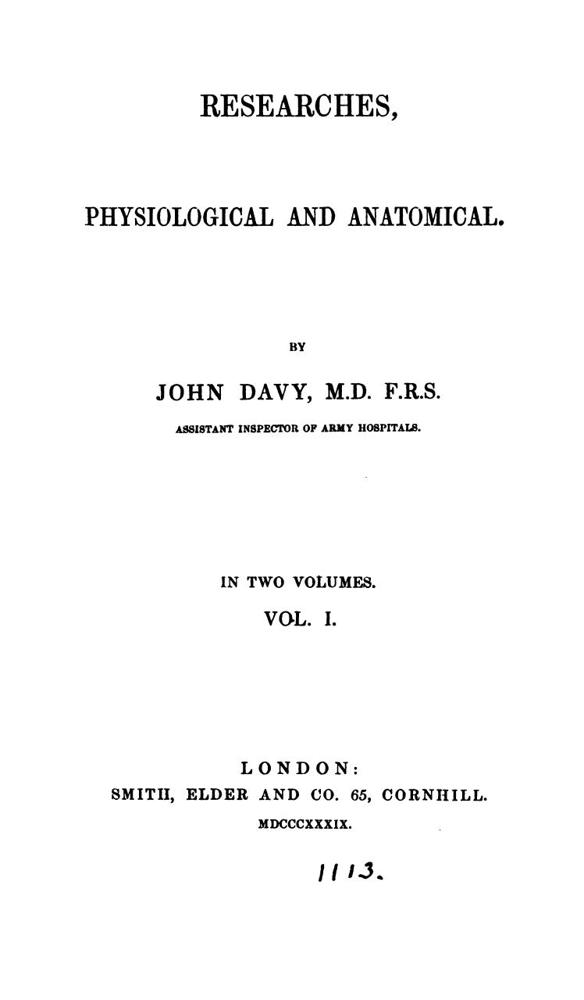 RESEARCHES,
PHYSIOLOGICAL AND ANATOMICAL.
BY
JOHN DAVY, M.D. F.R.S.
ASSISTANT INSPECTOR OF ARMY HOSPITALS.
IN TWO VOLUMES.
VOL. I.
LONDON:
SMITH, ELDER AND CO. 65, CORNHILL.
MDCCCXXXIX.
1113.